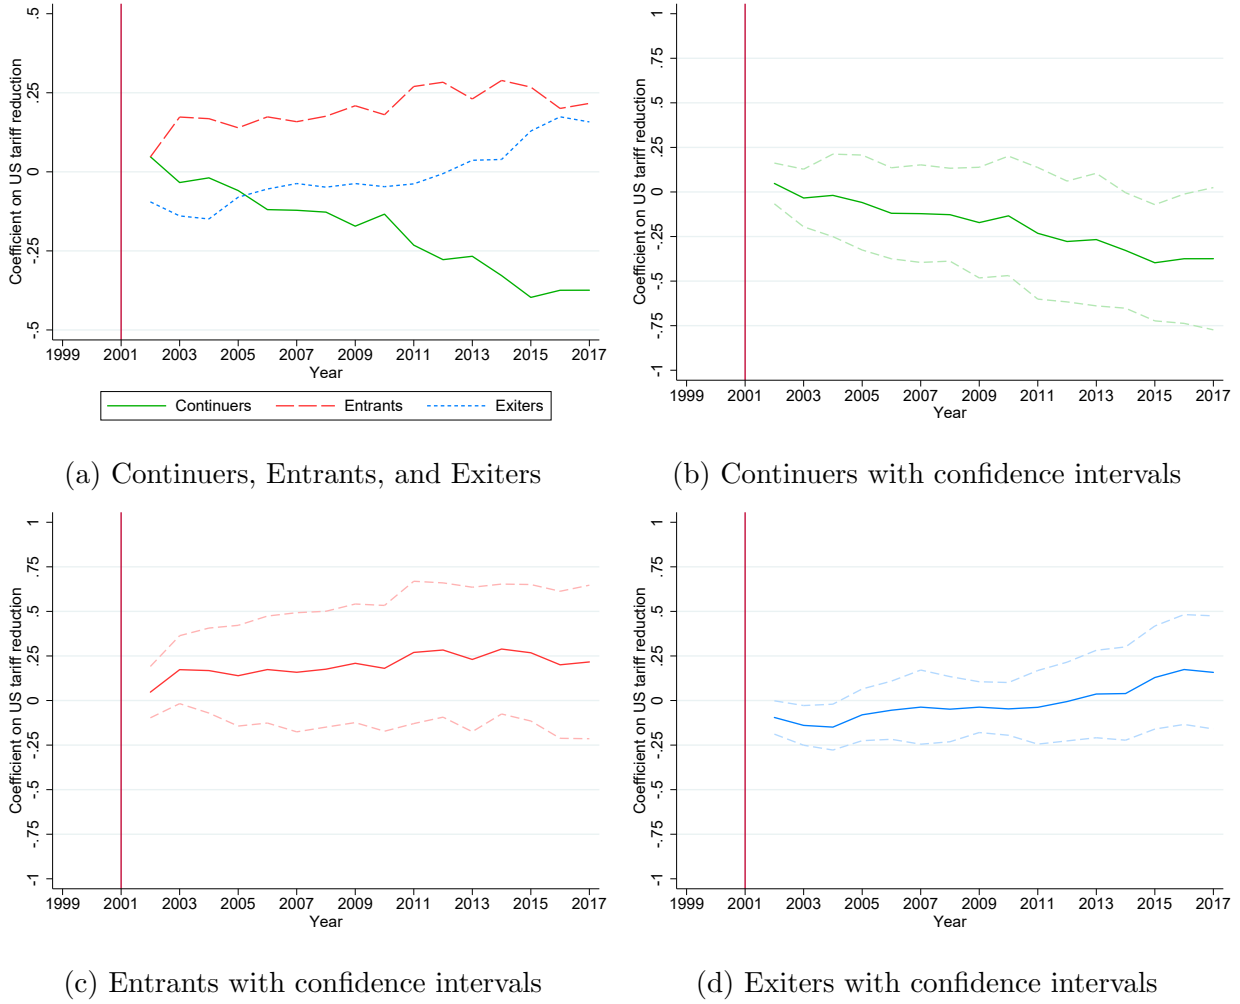 Coefficient on US tariff reduction
.5
.25
0
-.25
-.5
1999 2001 2003 2005 2007 2009 2011 2013 2015 2017
Year
Continuers Entrants Exiters
(a) Continuers, Entrants, and Exiters
Coefficient on US tariff reduction
1
.75
.5
.25
0
-.25
-.5
-.75
-1
1999 2001 2003 2005 2007 2009 2011 2013 2015 2017
Year
(b) Continuers with confidence intervals
Coefficient on US tariff reduction
1
.75
.5
.25
0
-.25
-.5
-.75
-1
1999 2001 2003 2005 2007 2009 2011 2013 2015 2017
Year
(c) Entrants with confidence intervals
Coefficient on US tariff reduction
1
.75
.5
.25
0
-.25
-.5
-.75
-1
1999 2001 2003 2005 2007 2009 2011 2013 2015 2017
Year
(d) Exiters with confidence intervals